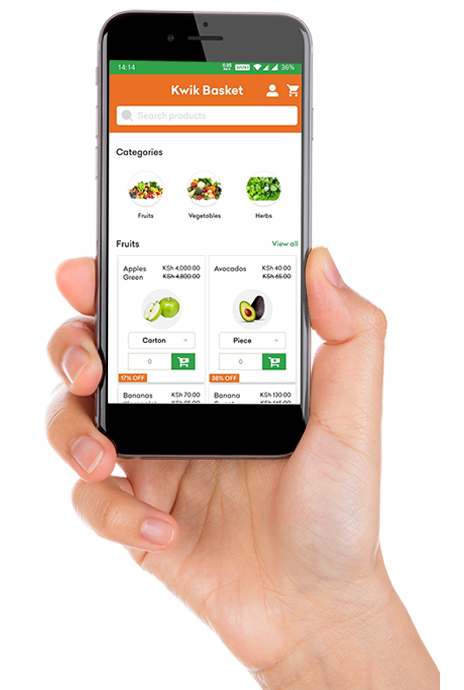 14:14 36%
Kwik Basket
Search products
Categories
Fruits Vegetables Herbs
Fruits View all
Apples Green KSh 4,000.00 KSh 4,800.00
Avocados KSh 40.00 KSh 65.00
Carton Piece
0 0
17% OFF 38% OFF
Bananas KSh 70.00
Banana KSh 130.00